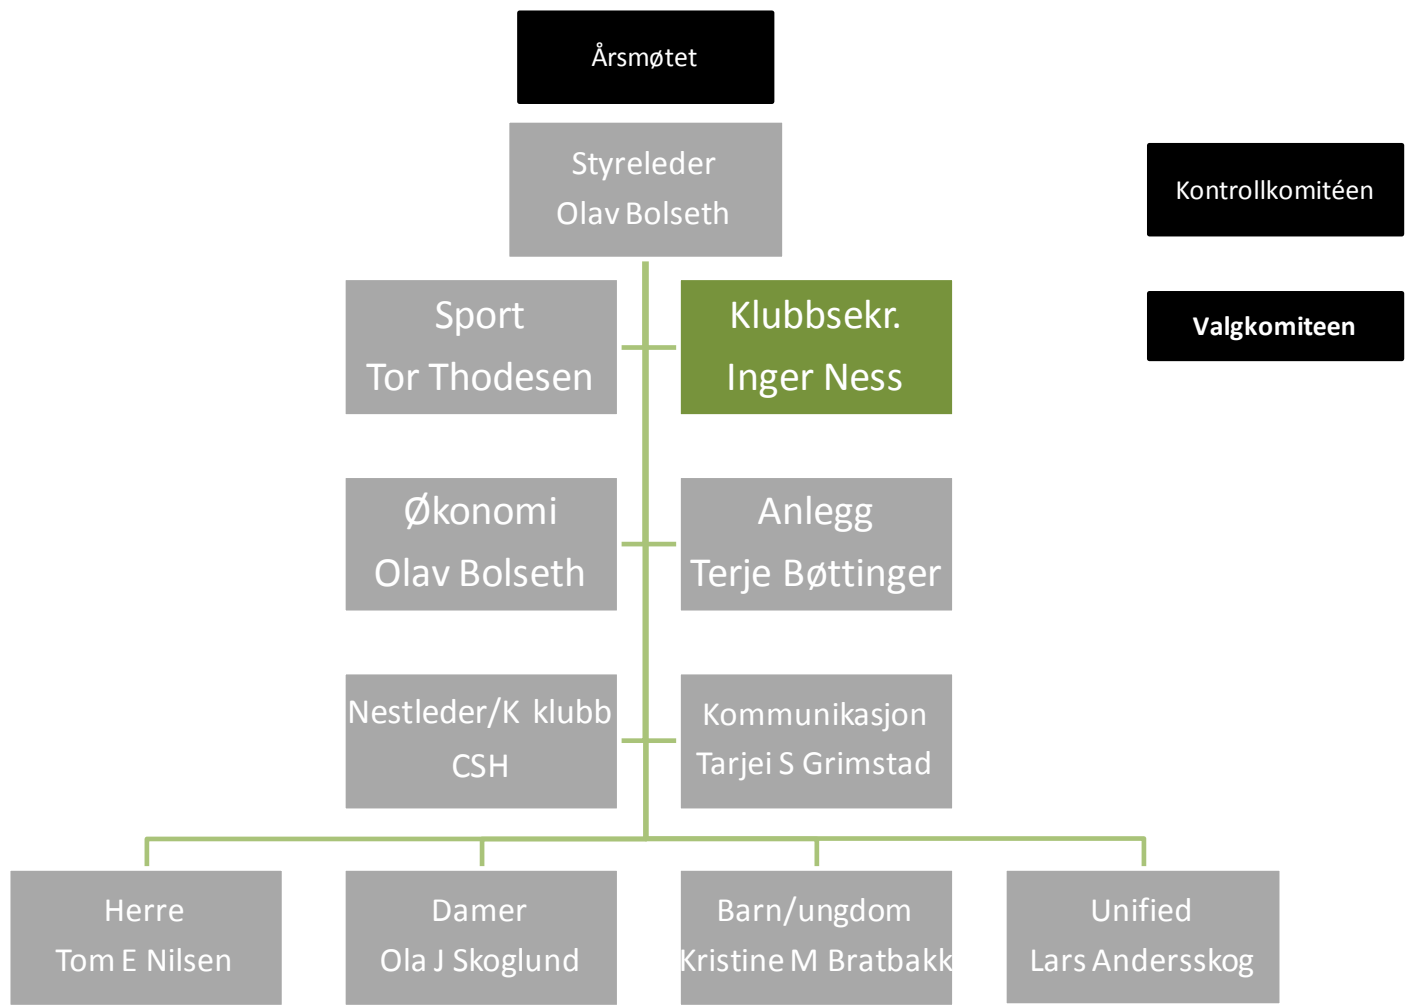 Årsmøtet
Styreleder
Olav Bolseth
Kontrollkomitéen
Valgkomiteen
Sport
Tor Thodesen
Klubbsekr.
Inger Ness
Økonomi
Olav Bolseth
Anlegg
Terje Bøttinger
Nestleder/K klubb
CSH
Kommunikasjon
Tarjei S Grimstad
Herre
Tom E Nilsen
Damer
Ola J Skoglund
Barn/ungdom
Kristine M Bratbakk
Unified
Lars Andersskog